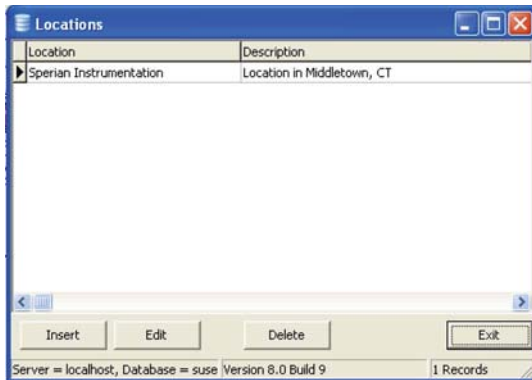 Locations
Location Description
Sperian Instrumentation Location in Middletown, CT
Insert Edit Delete Exit
Server = localhost, Database = suse Version 8.0 Build 9 1 Records